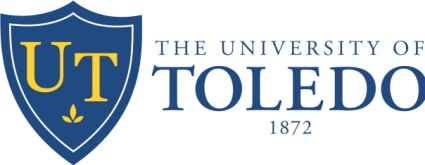 UT
THE UNIVERSITY OF
TOLEDO
1872